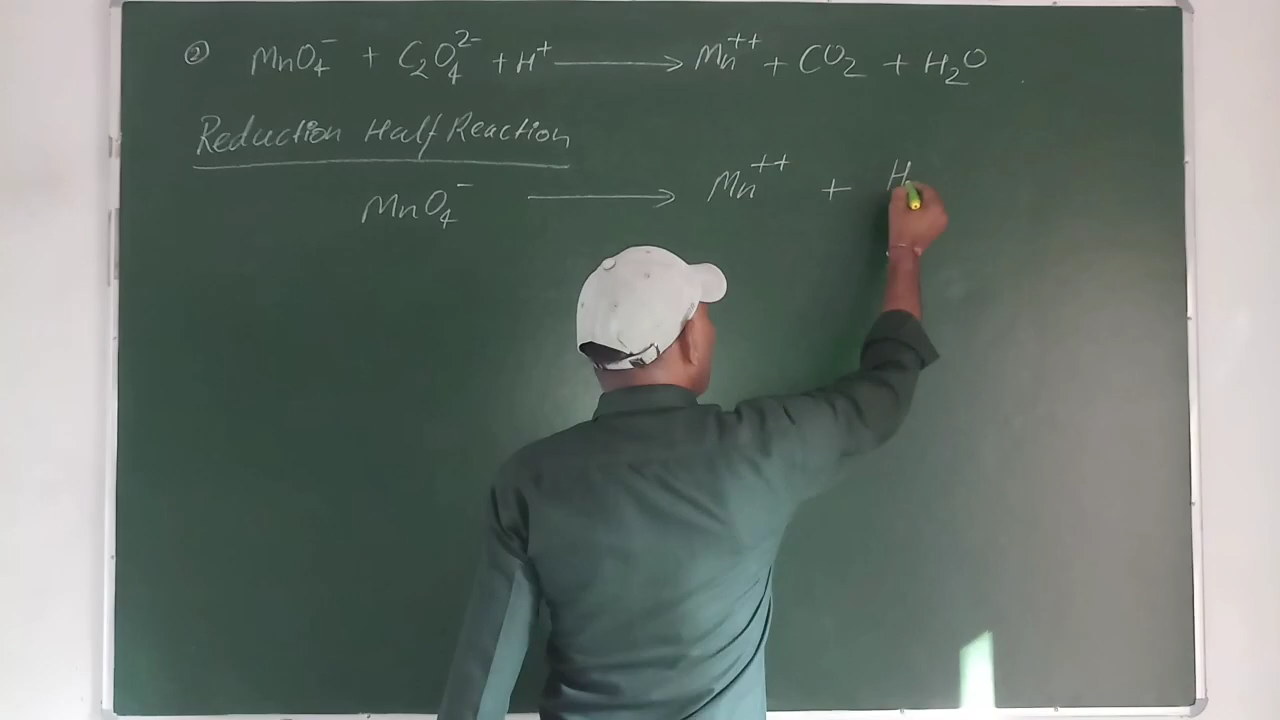 ② MnO₄⁻ + C₂O₄²⁻ + H⁺ ⟶ Mn⁺⁺ + CO₂ + H₂O
Reduction Half Reaction
MnO₄⁻ ⟶ Mn⁺⁺ + H